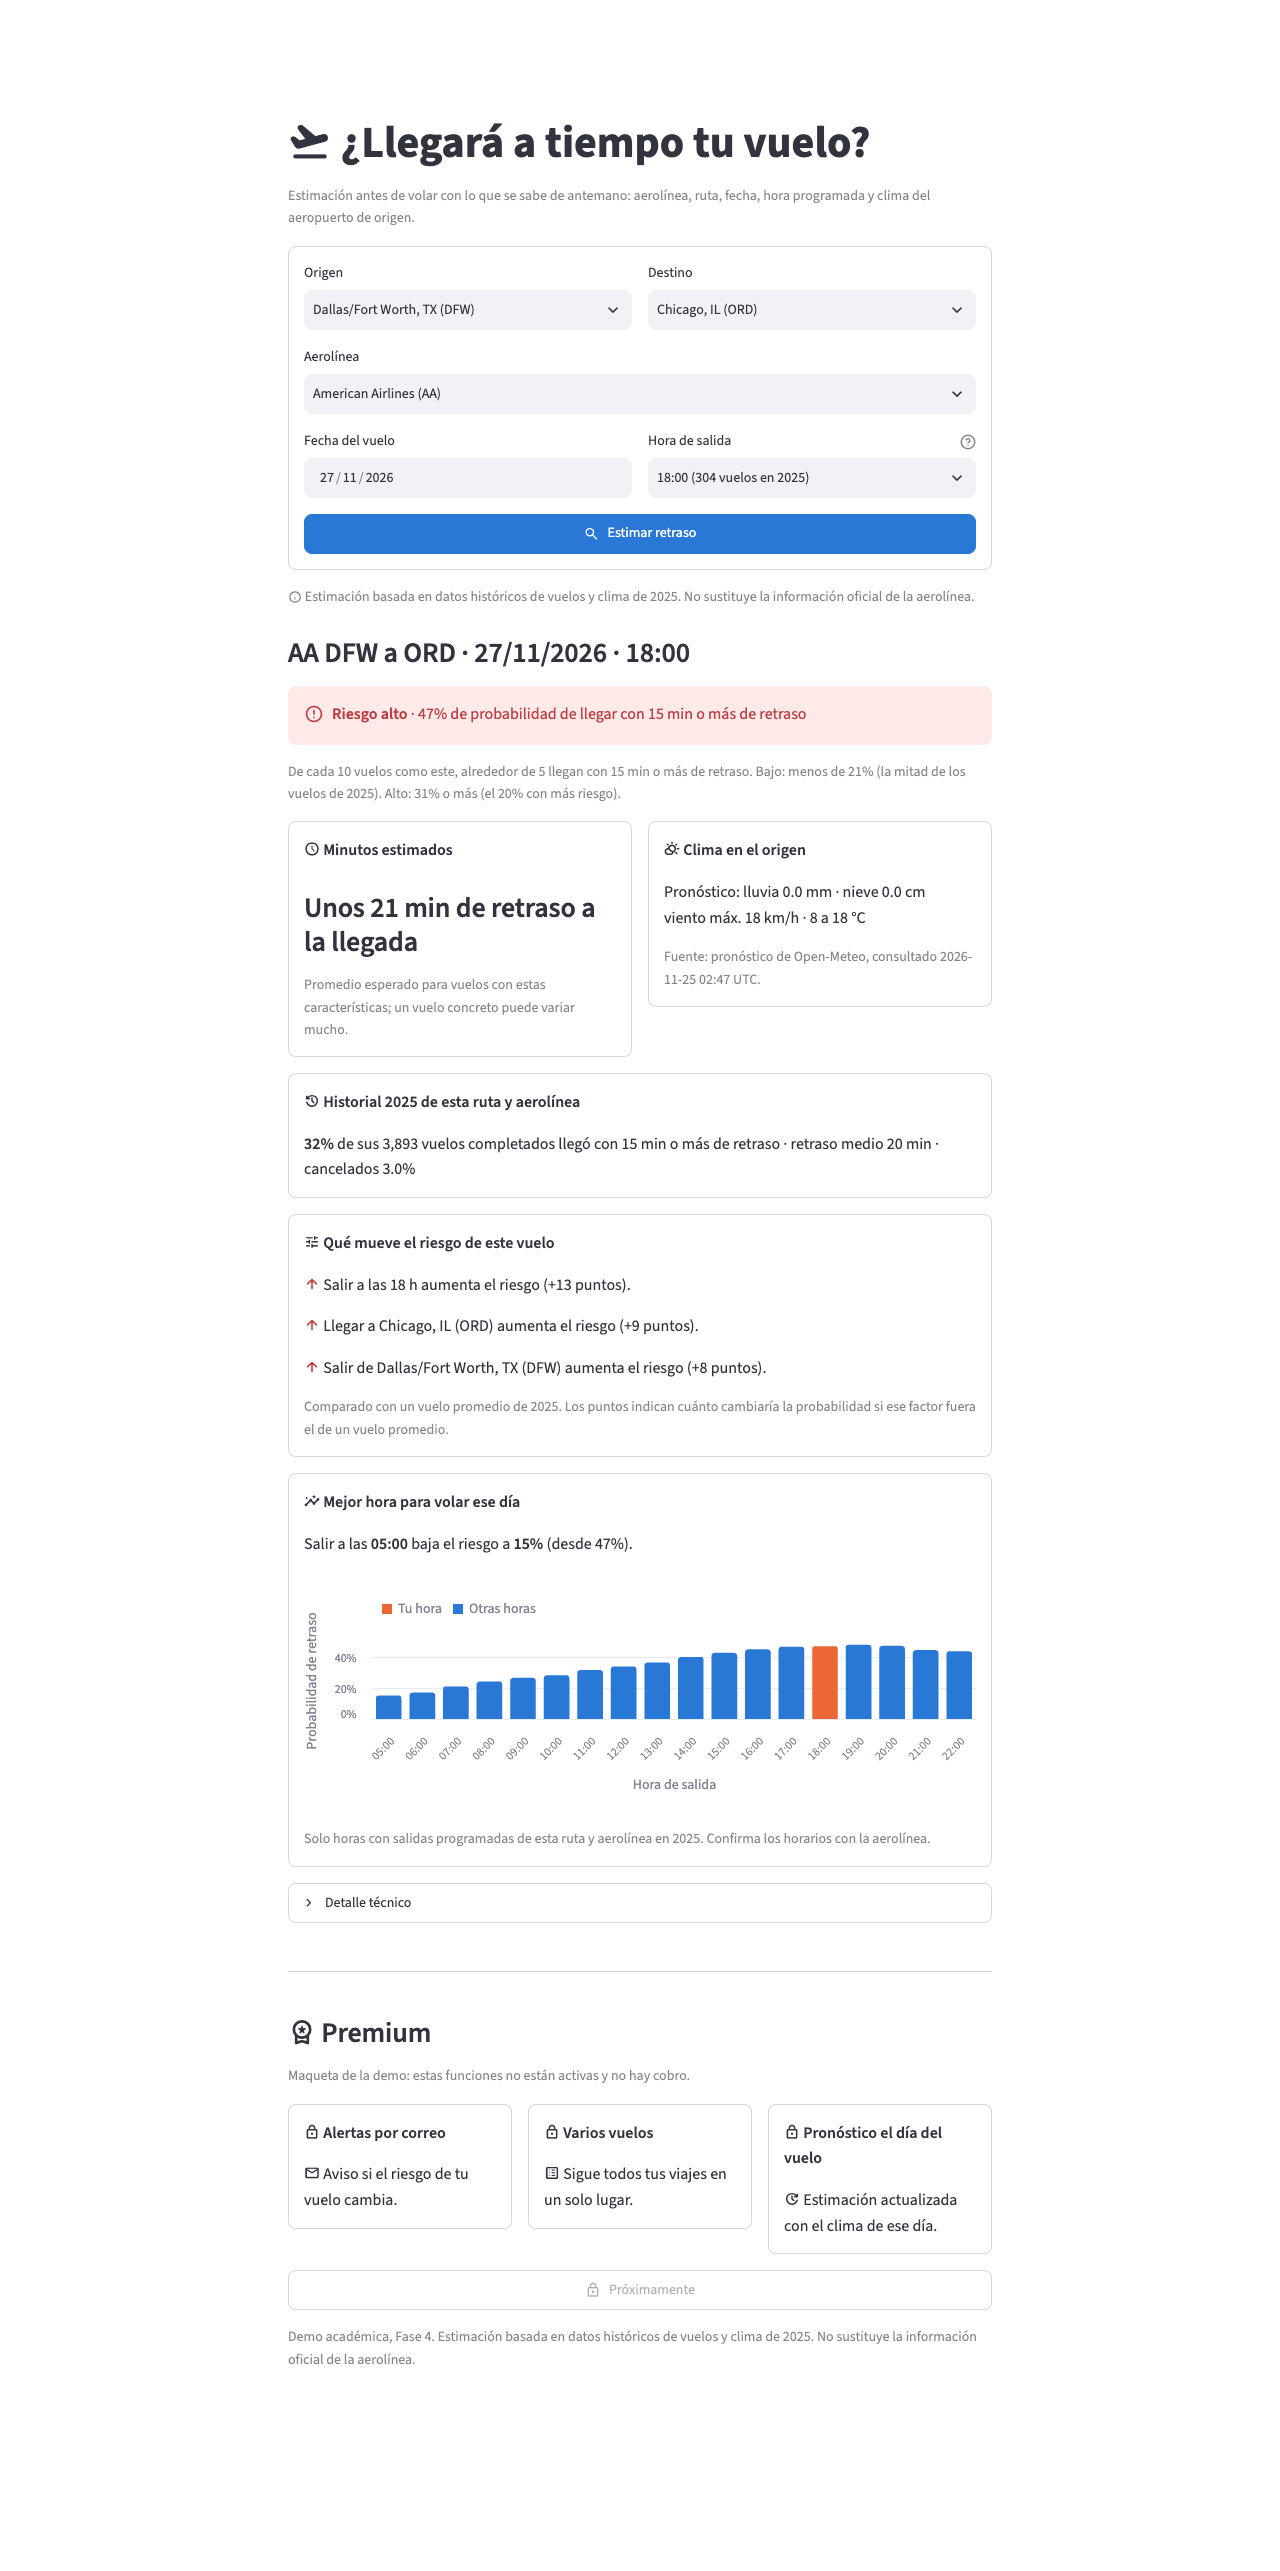 ¿Llegará a tiempo tu vuelo?
Estimación antes de volar con lo que se sabe de antemano: aerolínea, ruta, fecha, hora programada y clima del
aeropuerto de origen.
Origen
Destino
Dallas/Fort Worth, TX (DFW)
Chicago, IL (ORD)
Aerolínea
American Airlines (AA)
Fecha del vuelo
Hora de salida
27 / 11 / 2026
18:00 (304 vuelos en 2025)
Estimar retraso
Estimación basada en datos históricos de vuelos y clima de 2025. No sustituye la información oficial de la aerolínea.
AA DFW a ORD · 27/11/2026 · 18:00
Riesgo alto · 47% de probabilidad de llegar con 15 min o más de retraso
De cada 10 vuelos como este, alrededor de 5 llegan con 15 min o más de retraso. Bajo: menos de 21% (la mitad de los
vuelos de 2025). Alto: 31% o más (el 20% con más riesgo).
Minutos estimados
Unos 21 min de retraso a
la llegada
Promedio esperado para vuelos con estas
características; un vuelo concreto puede variar
mucho.
Clima en el origen
Pronóstico: lluvia 0.0 mm · nieve 0.0 cm
viento máx. 18 km/h · 8 a 18 °C
Fuente: pronóstico de Open-Meteo, consultado 2026-
11-25 02:47 UTC.
Historial 2025 de esta ruta y aerolínea
32% de sus 3,893 vuelos completados llegó con 15 min o más de retraso · retraso medio 20 min ·
cancelados 3.0%
Qué mueve el riesgo de este vuelo
Salir a las 18 h aumenta el riesgo (+13 puntos).
Llegar a Chicago, IL (ORD) aumenta el riesgo (+9 puntos).
Salir de Dallas/Fort Worth, TX (DFW) aumenta el riesgo (+8 puntos).
Comparado con un vuelo promedio de 2025. Los puntos indican cuánto cambiaría la probabilidad si ese factor fuera
el de un vuelo promedio.
Mejor hora para volar ese día
Salir a las 05:00 baja el riesgo a 15% (desde 47%).
Tu hora
Otras horas
Probabilidad de retraso
40%
20%
0%
05:00 06:00 07:00 08:00 09:00 10:00 11:00 12:00 13:00 14:00 15:00 16:00 17:00 18:00 19:00 20:00 21:00 22:00
Hora de salida
Solo horas con salidas programadas de esta ruta y aerolínea en 2025. Confirma los horarios con la aerolínea.
Detalle técnico
Premium
Maqueta de la demo: estas funciones no están activas y no hay cobro.
Alertas por correo
Aviso si el riesgo de tu
vuelo cambia.
Varios vuelos
Sigue todos tus viajes en
un solo lugar.
Pronóstico el día del
vuelo
Estimación actualizada
con el clima de ese día.
Próximamente
Demo académica, Fase 4. Estimación basada en datos históricos de vuelos y clima de 2025. No sustituye la información
oficial de la aerolínea.